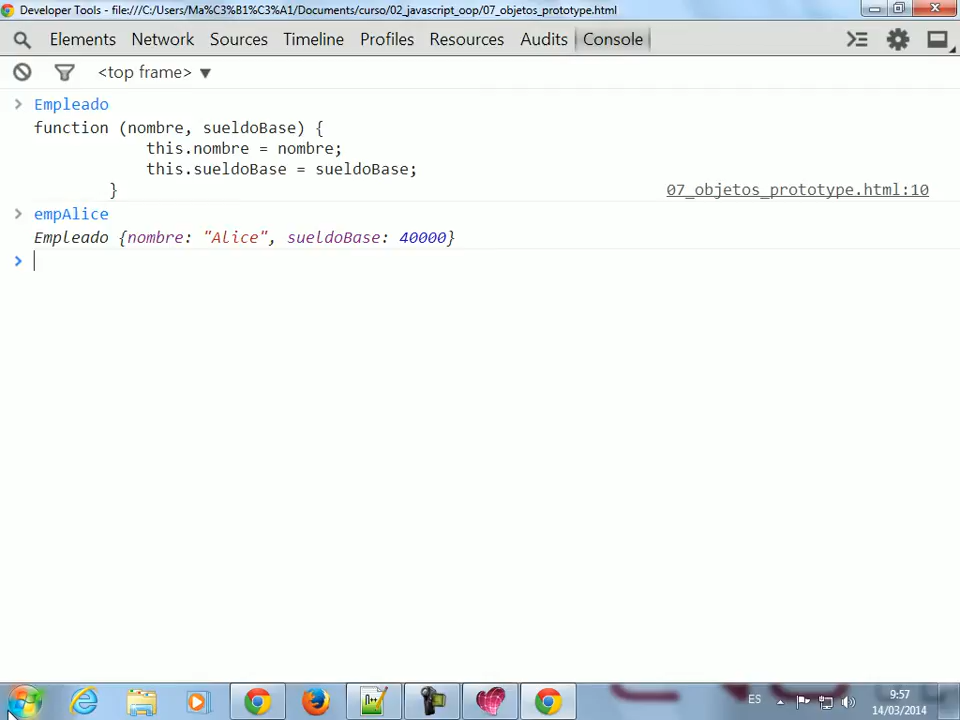 Developer Tools - file:///C:/Users/Ma%C3%B1%C3%A1/Documents/curso/02_javascript_oop/07_objetos_prototype.html
Elements Network Sources Timeline Profiles Resources Audits Console
<top frame> ▼
> Empleado
function (nombre, sueldoBase) {
this.nombre = nombre;
this.sueldoBase = sueldoBase;
} 07_objetos_prototype.html:10
> empAlice
Empleado {nombre: "Alice", sueldoBase: 40000}
>
ES 9:57
14/03/2014